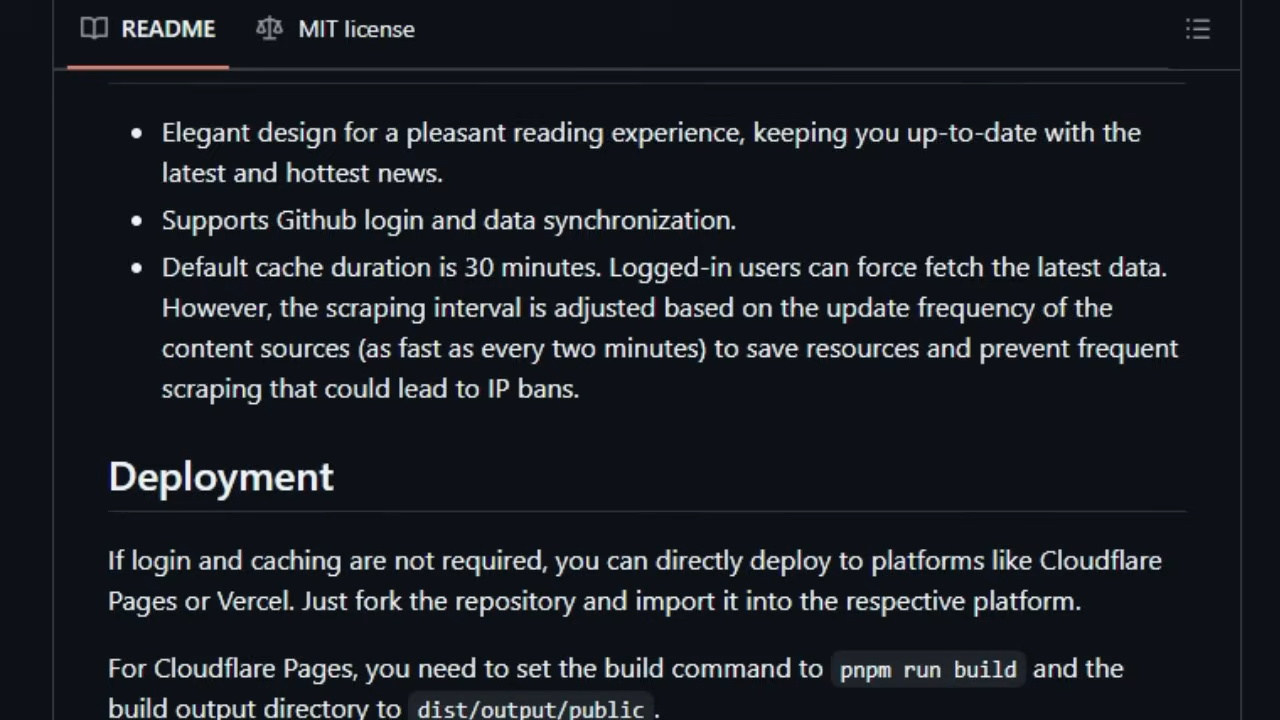 README
MIT license
Elegant design for a pleasant reading experience, keeping you up-to-date with the
latest and hottest news.
Supports Github login and data synchronization.
Default cache duration is 30 minutes. Logged-in users can force fetch the latest data.
However, the scraping interval is adjusted based on the update frequency of the
content sources (as fast as every two minutes) to save resources and prevent frequent
scraping that could lead to IP bans.
Deployment
If login and caching are not required, you can directly deploy to platforms like Cloudflare
Pages or Vercel. Just fork the repository and import it into the respective platform.
For Cloudflare Pages, you need to set the build command to pnpm run build and the
build output directory to dist/output/public .